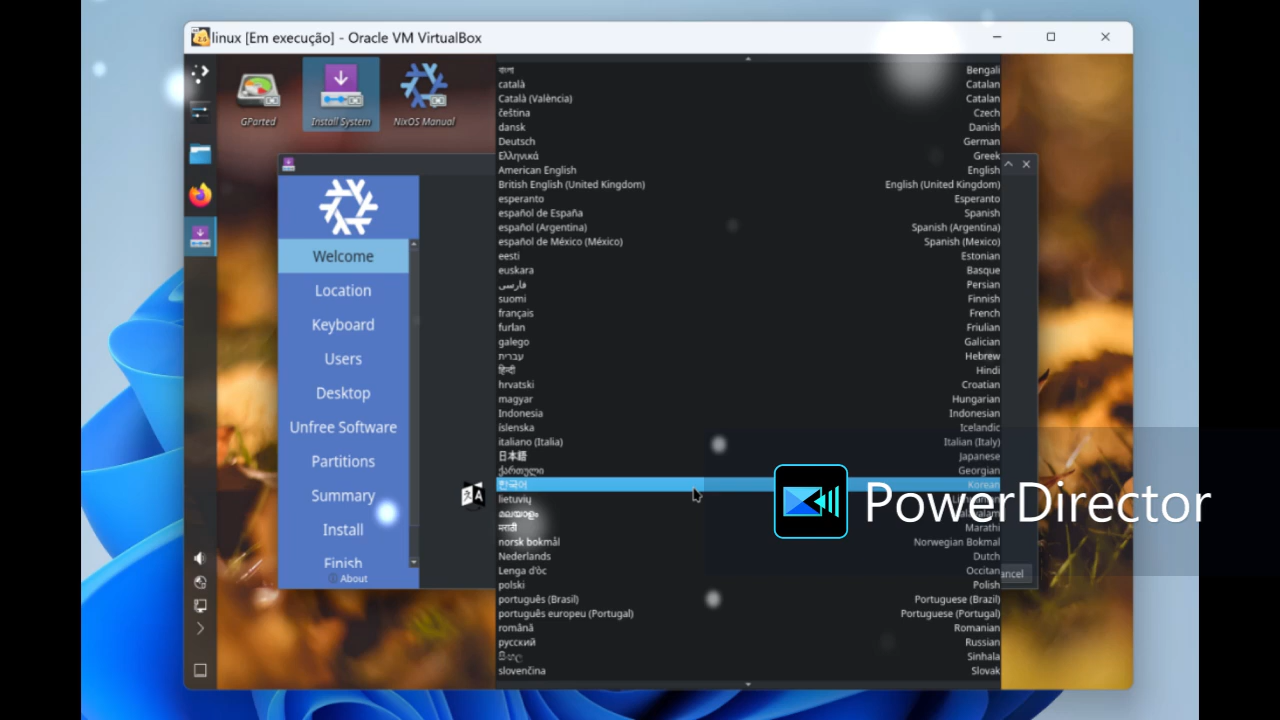 linux [Em execução] - Oracle VM VirtualBox
GParted
Install System
NixOS Manual
Welcome
Location
Keyboard
Users
Desktop
Unfree Software
Partitions
Summary
Install
Finish
About
বাংলা Bengali
català Catalan
Català (València) Catalan
čeština Czech
dansk Danish
Deutsch German
Ελληνικά Greek
American English English
British English (United Kingdom) English (United Kingdom)
esperanto Esperanto
español de España Spanish
español (Argentina) Spanish (Argentina)
español de México (México) Spanish (Mexico)
eesti Estonian
euskara Basque
فارسی Persian
suomi Finnish
français French
furlan Friulian
galego Galician
עברית Hebrew
हिन्दी Hindi
hrvatski Croatian
magyar Hungarian
Indonesia Indonesian
íslenska Icelandic
italiano (Italia) Italian (Italy)
日本語 Japanese
ქართული Georgian
한국어 Korean
lietuvių Lithuanian
മലയാളം Malayalam
मराठी Marathi
norsk bokmål Norwegian Bokmal
Nederlands Dutch
Lenga d'òc Occitan
polski Polish
português (Brasil) Portuguese (Brazil)
português europeu (Portugal) Portuguese (Portugal)
română Romanian
русский Russian
සිංහල Sinhala
slovenčina Slovak
PowerDirector
ancel